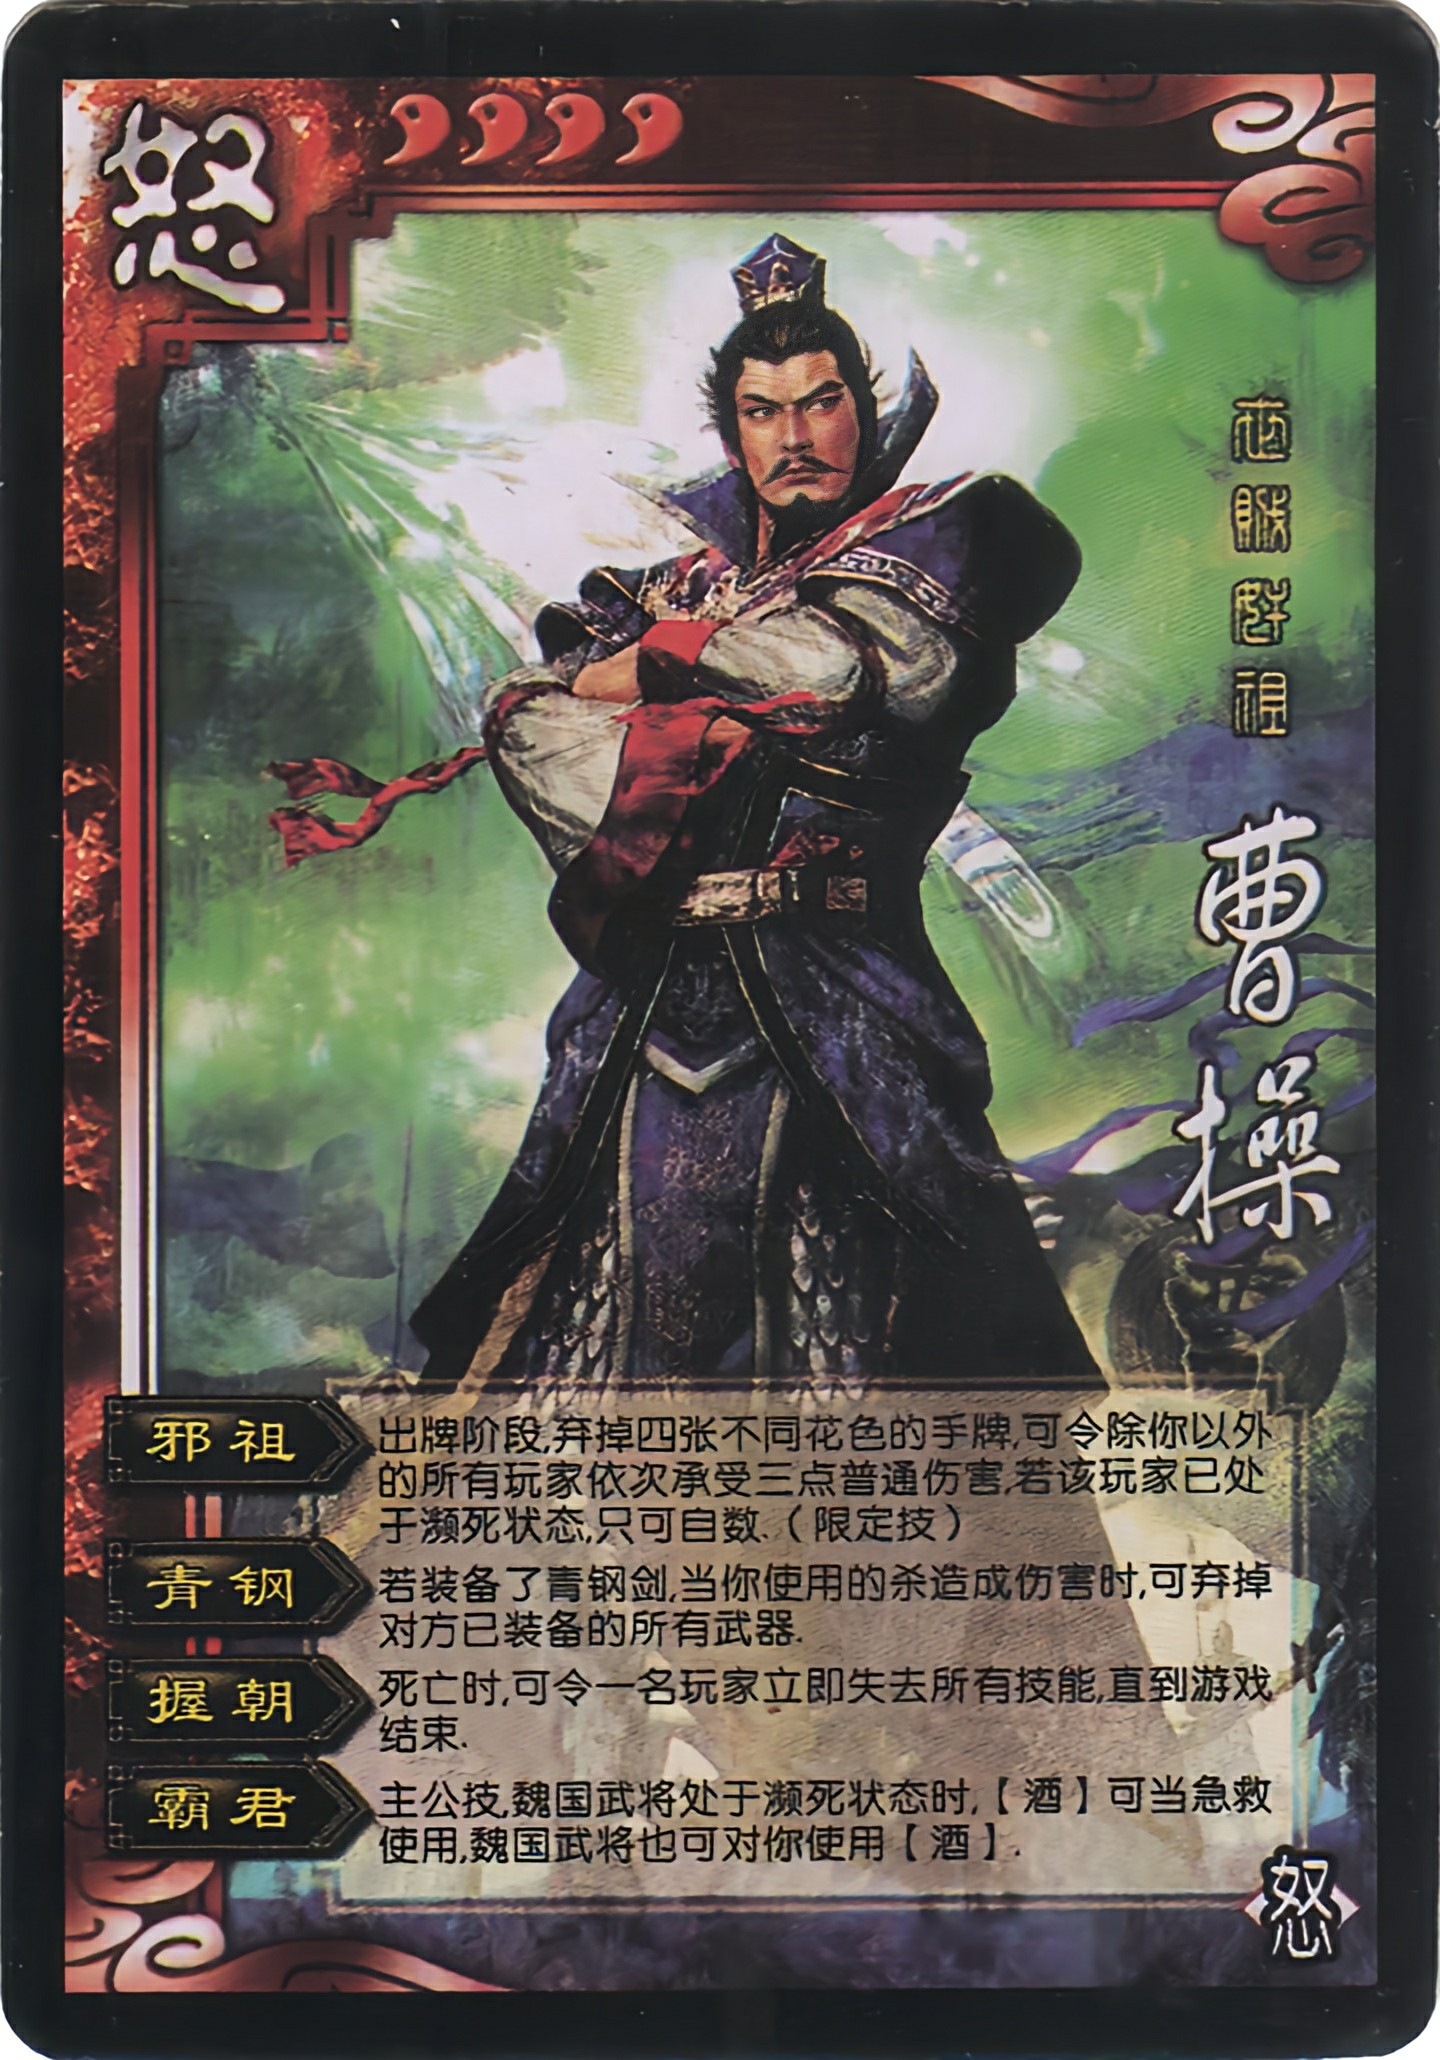 怒
曹操
邪祖
出牌阶段,弃掉四张不同花色的手牌,可令除你以外
的所有玩家依次承受三点普通伤害,若该玩家已处
于濒死状态,只可自数.（限定技）
青钢
若装备了青钢剑,当你使用的杀造成伤害时,可弃掉
对方已装备的所有武器.
握朝
死亡时,可令一名玩家立即失去所有技能,直到游戏
结束.
霸君
主公技,魏国武将处于濒死状态时,【酒】可当急救
使用,魏国武将也可对你使用【酒】.
怒